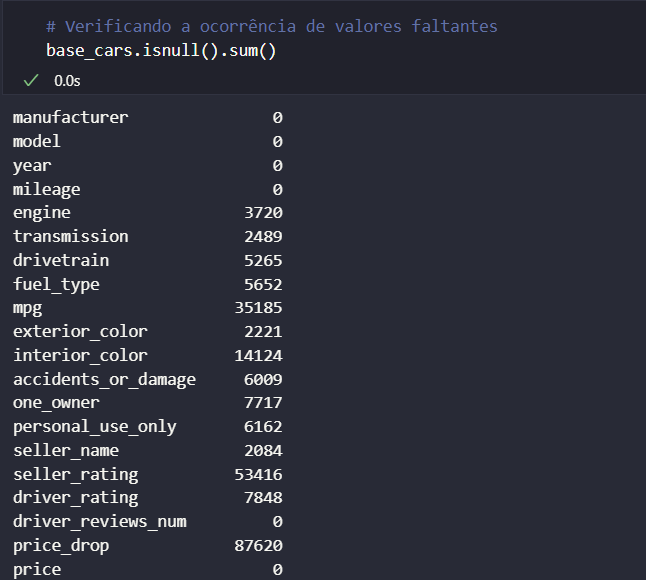 # Verificando a ocorrência de valores faltantes
base_cars.isnull().sum()
✓ 0.0s
manufacturer 0
model 0
year 0
mileage 0
engine 3720
transmission 2489
drivetrain 5265
fuel_type 5652
mpg 35185
exterior_color 2221
interior_color 14124
accidents_or_damage 6009
one_owner 7717
personal_use_only 6162
seller_name 2084
seller_rating 53416
driver_rating 7848
driver_reviews_num 0
price_drop 87620
price 0